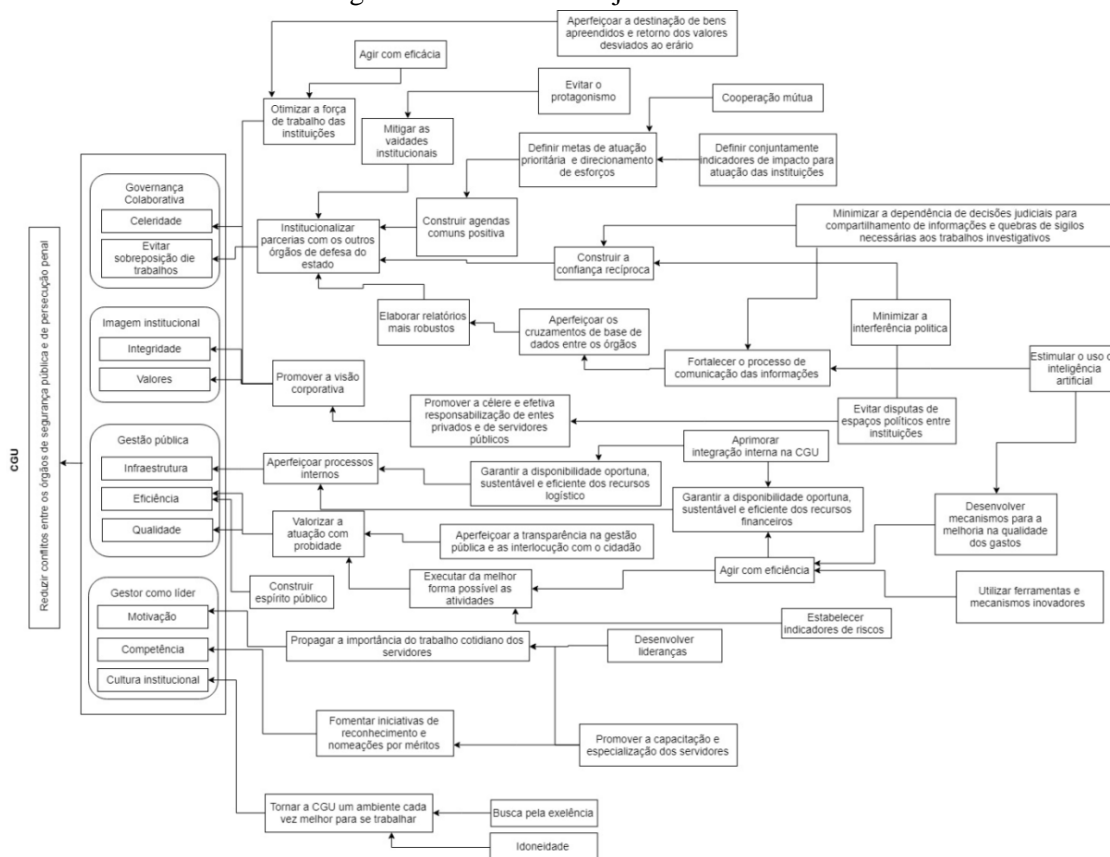 Aperfeiçoar a destinação de bens
apreendidos e retorno dos valores
desviados ao erário
Agir com eficácia
Evitar o
protagonismo
Cooperação mútua
Otimizar a força
de trabalho das
instituições
Mitigar as
vaidades
institucionais
Definir metas de atuação
prioritária e direcionamento
de esforços
Definir conjuntamente
indicadores de impacto para
atuação das instituições
Governança
Colaborativa
Celeridade
Evitar
sobreposição die
trabalhos
Institucionalizar
parcerias com os outros
órgãos de defesa do
estado
Construir agendas
comuns positiva
Minimizar a dependência de decisões judiciais para
compartilhamento de informações e quebras de sigilos
necessárias aos trabalhos investigativos
Construir a
confiança recíproca
Elaborar relatórios
mais robustos
Aperfeiçoar os
cruzamentos de base de
dados entre os órgãos
Minimizar a
interferência politica
Imagem institucional
Integridade
Valores
Promover a visão
corporativa
Fortalecer o processo de
comunicação das informações
Estimular o uso
inteligência
artificial
Promover a célere e efetiva
responsabilização de entes
privados e de servidores
públicos
Evitar disputas de
espaços políticos entre
instituições
CGU
Reduzir conflitos entre os órgãos de segurança pública e de persecução penal
Gestão pública
Infraestrutura
Eficiência
Qualidade
Aperfeiçoar processos
internos
Garantir a disponibilidade oportuna,
sustentável e eficiente dos recursos
logístico
Aprimorar
integração interna na CGU
Garantir a disponibilidade oportuna,
sustentável e eficiente dos recursos
financeiros
Desenvolver
mecanismos para a
melhoria na qualidade
dos gastos
Valorizar a
atuação com
probidade
Aperfeiçoar a transparência na gestão
pública e as interlocução com o cidadão
Construir
espírito público
Executar da melhor
forma possível as
atividades
Agir com eficiência
Utilizar ferramentas e
mecanismos inovadores
Estabelecer
indicadores de riscos
Gestor como líder
Motivação
Competência
Cultura institucional
Propagar a importância do trabalho cotidiano dos
servidores
Desenvolver
lideranças
Fomentar iniciativas de
reconhecimento e
nomeações por méritos
Promover a capacitação e
especialização dos servidores
Tornar a CGU um ambiente cada
vez melhor para se trabalhar
Busca pela exelência
Idoneidade